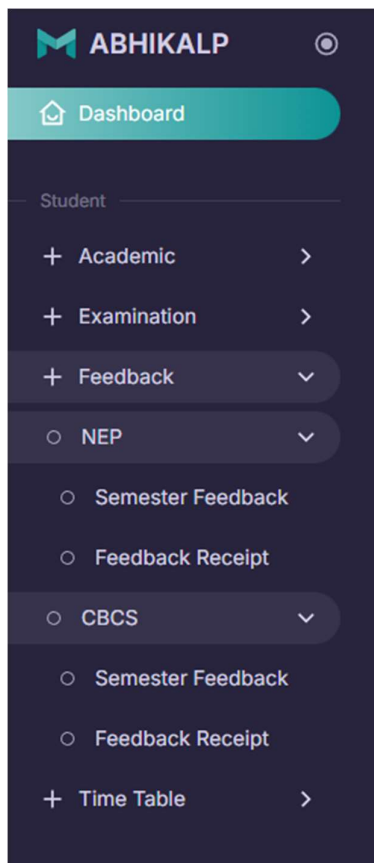 ABHIKALP
Dashboard
Student
Academic
Examination
Feedback
NEP
Semester Feedback
Feedback Receipt
CBCS
Semester Feedback
Feedback Receipt
Time Table